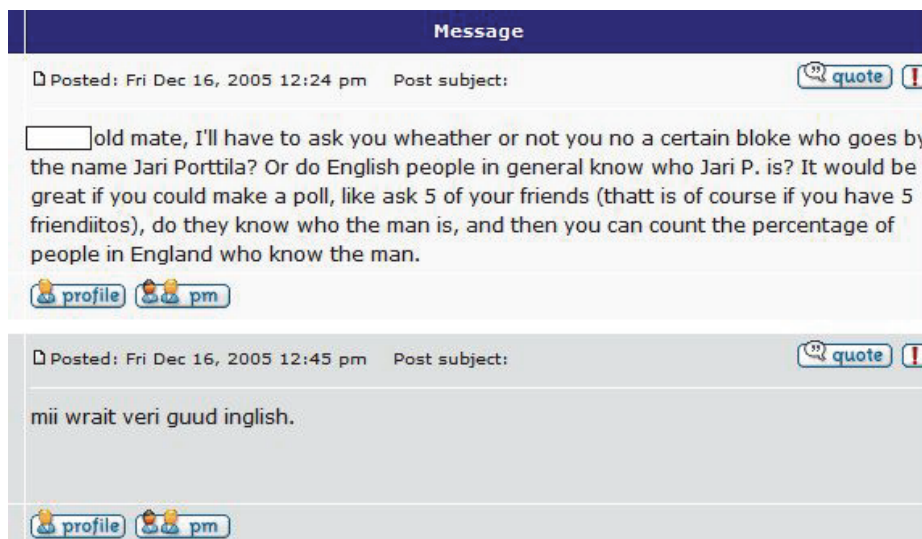 Message
Posted: Fri Dec 16, 2005 12:24 pm Post subject: quote !
old mate, I'll have to ask you wheather or not you no a certain bloke who goes by
the name Jari Porttila? Or do English people in general know who Jari P. is? It would be
great if you could make a poll, like ask 5 of your friends (thatt is of course if you have 5
friendiitos), do they know who the man is, and then you can count the percentage of
people in England who know the man.
profile pm
Posted: Fri Dec 16, 2005 12:45 pm Post subject: quote !
mii wrait veri guud inglish.
profile pm